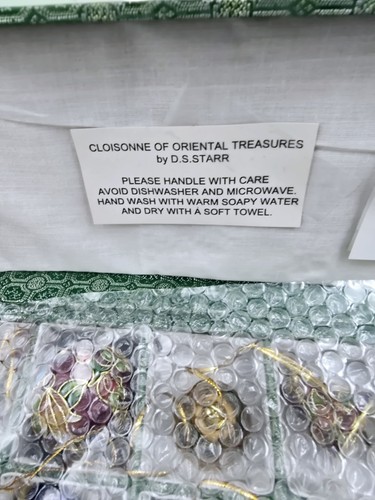 CLOISONNE OF ORIENTAL TREASURES
by D.S.STARR
PLEASE HANDLE WITH CARE
AVOID DISHWASHER AND MICROWAVE.
HAND WASH WITH WARM SOAPY WATER
AND DRY WITH A SOFT TOWEL.